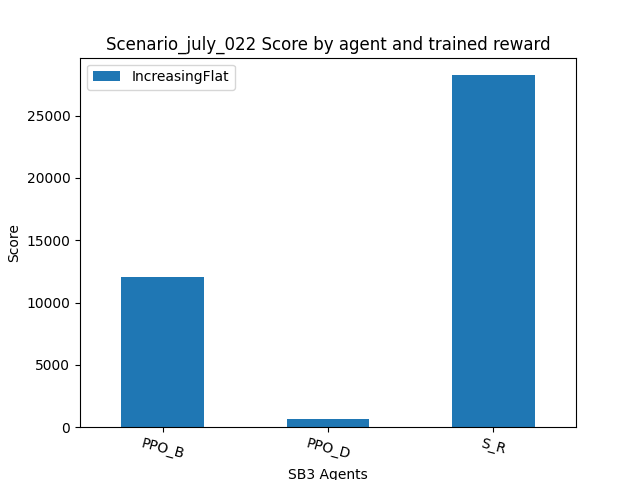 Scenario_july_022 Score by agent and trained reward
IncreasingFlat
Score
25000
20000
15000
10000
5000
0
PPO_B
PPO_D
S_R
SB3 Agents